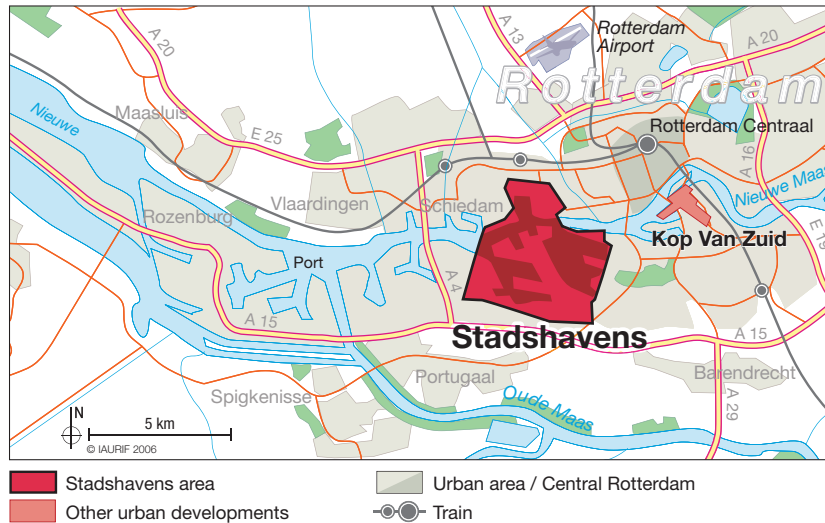 A 20
A 13
Rotterdam
Airport
A 20
Rotterdam
Nieuwe
Maasluis
E 25
Rotterdam Centraal
A 16
Nieuwe Maas
Vlaardingen
Schiedam
Rozenburg
Kop Van Zuid
E 19
Port
A 4
A 15
Stadshavens
A 15
Portugaal
Barendrecht
Spigkenisse
Oude Maas
A 29
N
5 km
© IAURIF 2006
Stadshavens area
Urban area / Central Rotterdam
Other urban developments
Train